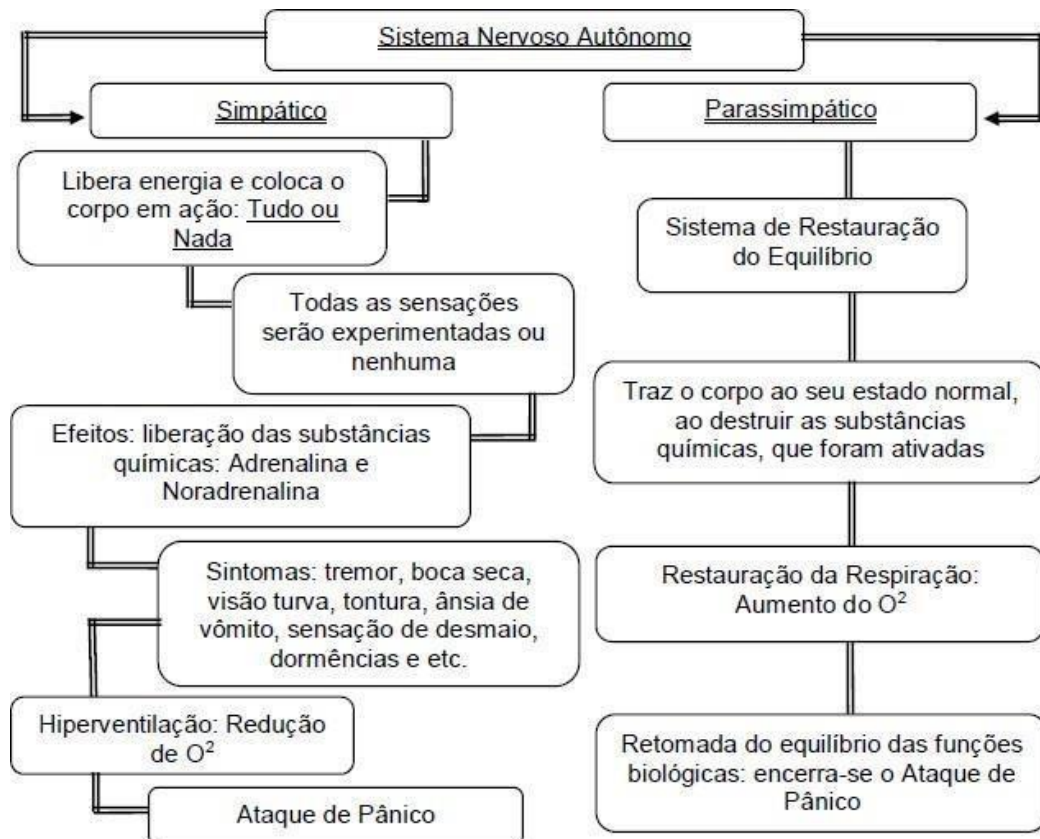 Sistema Nervoso Autônomo
Simpático
Libera energia e coloca o
corpo em ação: Tudo ou
Nada
Todas as sensações
serão experimentadas ou
nenhuma
Efeitos: liberação das substâncias
químicas: Adrenalina e
Noradrenalina
Sintomas: tremor, boca seca,
visão turva, tontura, ânsia de
vômito, sensação de desmaio,
dormências e etc.
Hiperventilação: Redução
de O²
Ataque de Pânico
Parassimpático
Sistema de Restauração
do Equilíbrio
Traz o corpo ao seu estado normal,
ao destruir as substâncias
químicas, que foram ativadas
Restauração da Respiração:
Aumento do O²
Retomada do equilíbrio das funções
biológicas: encerra-se o Ataque de
Pânico